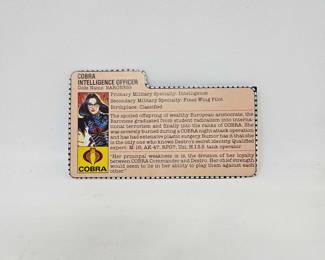 COBRA
INTELLIGENCE OFFICER
Code Name: BARONESS
Primary Military Specialty: Intelligence
Secondary Military Specialty: Fixed Wing Pilot
Birthplace: Classified
The spoiled offspring of wealthy European aristocrats, the
Baroness graduated from student radicalism into interna-
tional terrorism and finally into the ranks of COBRA. She
was severely burned during a COBRA night attack operation
and has had extensive plastic surgery. Rumor has it that she
is the only one who knows Destro's secret identity. Qualified
expert: M-16, AK-47, RPG7, Uzi, H.I.S.S. tank operator
"Her principal weakness is in the division of her loyalty
between COBRA Commander and Destro. Her chief strength
would seem to lie in her ability to play them against each
other."
COBRA